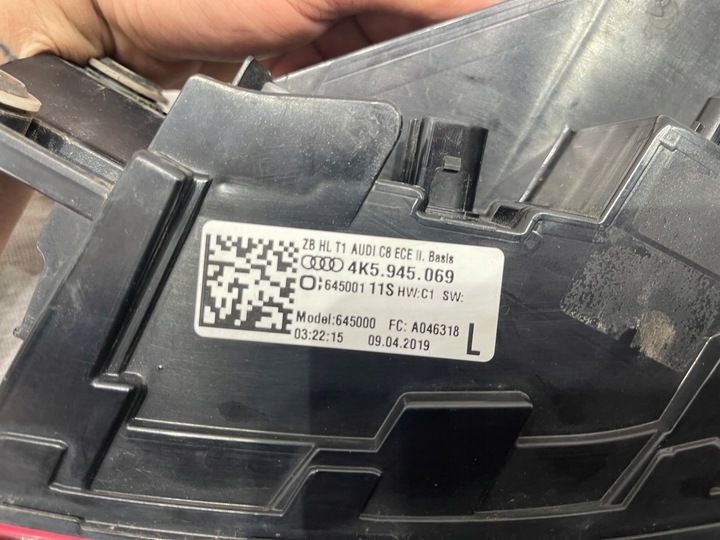 ZB HL T1 AUDI C8 ECE II. Basis
4K5.945.069
645001 11S HW:C1 SW:
Model:645000 FC: A046318
03:22:15 09.04.2019 L